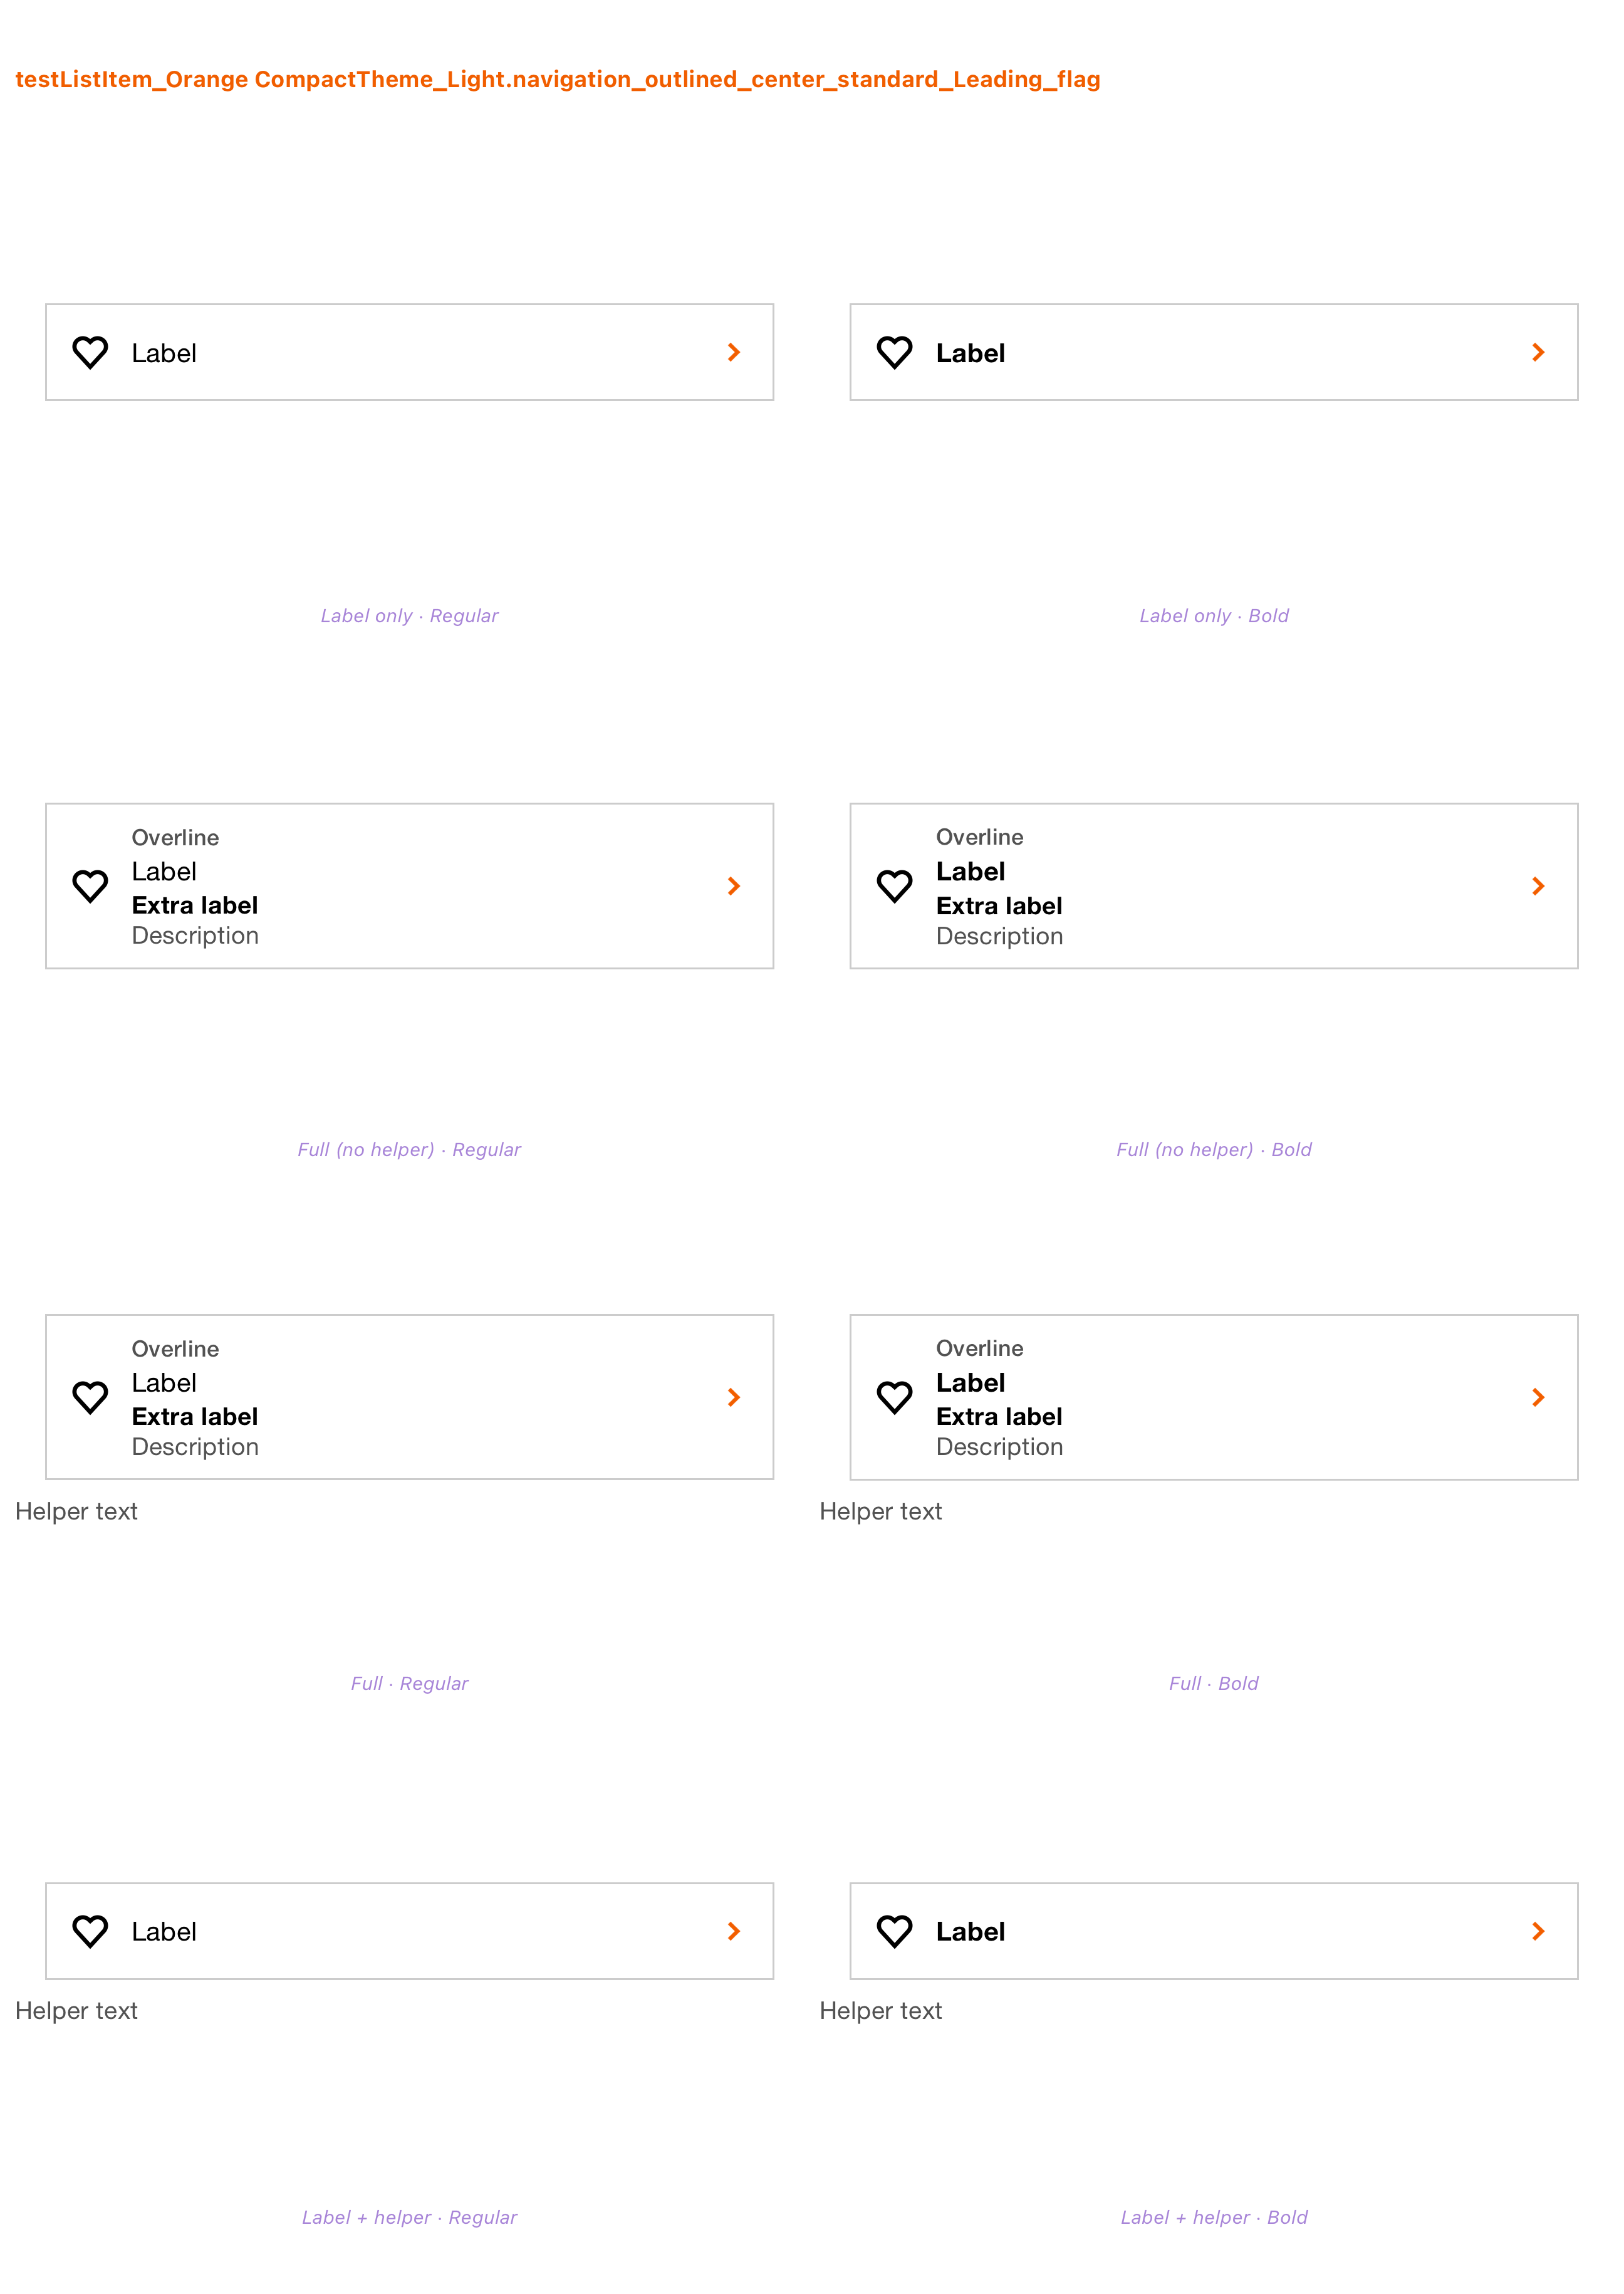 testListItem_Orange CompactTheme_Light.navigation_outlined_center_standard_Leading_flag
Label
Label
Label only · Regular
Label only · Bold
Overline
Label
Extra label
Description
Overline
Label
Extra label
Description
Full (no helper) · Regular
Full (no helper) · Bold
Overline
Label
Extra label
Description
Helper text
Overline
Label
Extra label
Description
Helper text
Full · Regular
Full · Bold
Label
Helper text
Label
Helper text
Label + helper · Regular
Label + helper · Bold